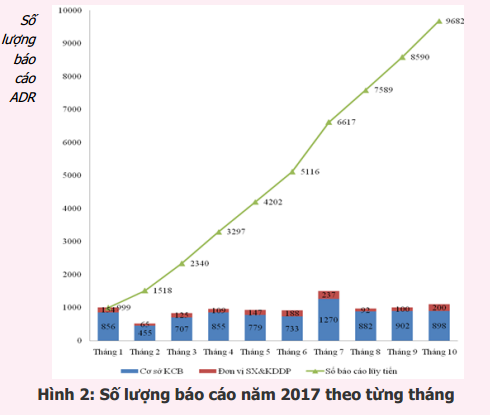 Số
lượng
báo
cáo
ADR
10000
9000
8000
7000
6000
5000
4000
3000
2000
1000
0
999
1518
2340
3297
4202
5116
6617
7589
8590
9682
65 125 109 147 188 237 92 100 200
856 455 707 855 779 733 1270 882 902 898
Tháng 1 Tháng 2 Tháng 3 Tháng 4 Tháng 5 Tháng 6 Tháng 7 Tháng 8 Tháng 9 Tháng 10
Cơ sở KCB Đơn vị SX&KDDP Số báo cáo lũy tiến
Hình 2: Số lượng báo cáo năm 2017 theo từng tháng